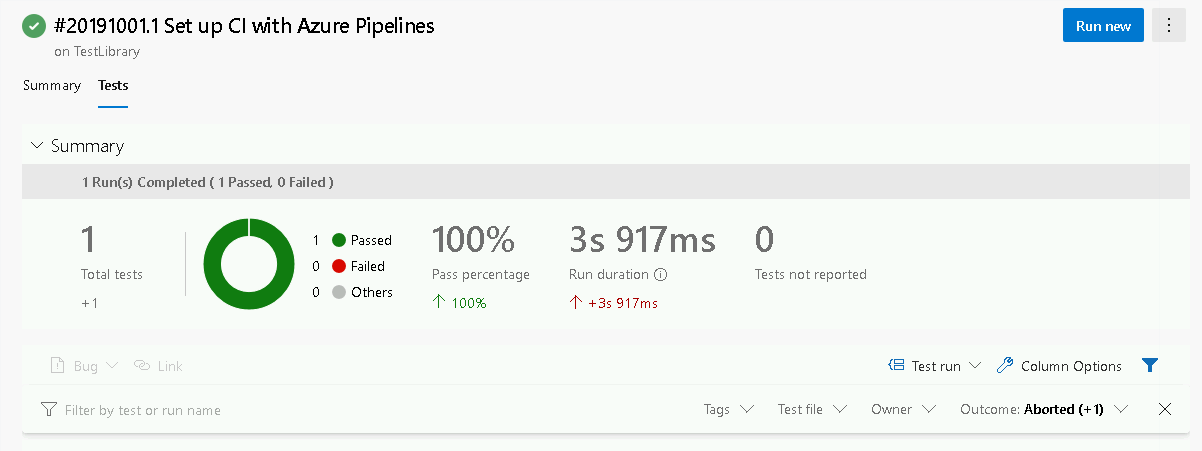 #20191001.1 Set up CI with Azure Pipelines
Run new
on TestLibrary
Summary Tests
Summary
1 Run(s) Completed ( 1 Passed, 0 Failed )
1
Total tests
+1
1 Passed
0 Failed
0 Others
100%
Pass percentage
100%
3s 917ms
Run duration
+3s 917ms
0
Tests not reported
Bug Link Test run Column Options
Filter by test or run name Tags Test file Owner Outcome: Aborted (+1)